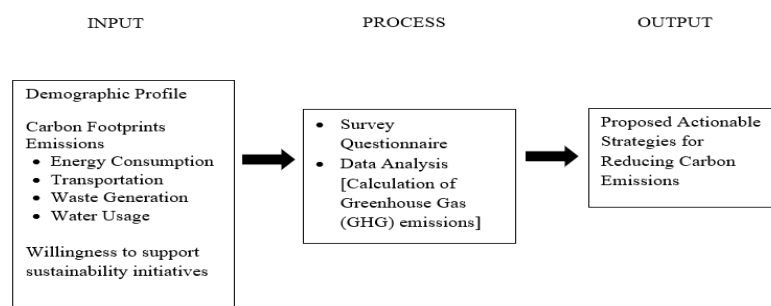 INPUT
PROCESS
OUTPUT
Demographic Profile
Carbon Footprints
Emissions
• Energy Consumption
• Transportation
• Waste Generation
• Water Usage
Willingness to support
sustainability initiatives
• Survey
Questionnaire
• Data Analysis
[Calculation of
Greenhouse Gas
(GHG) emissions]
Proposed Actionable
Strategies for
Reducing Carbon
Emissions